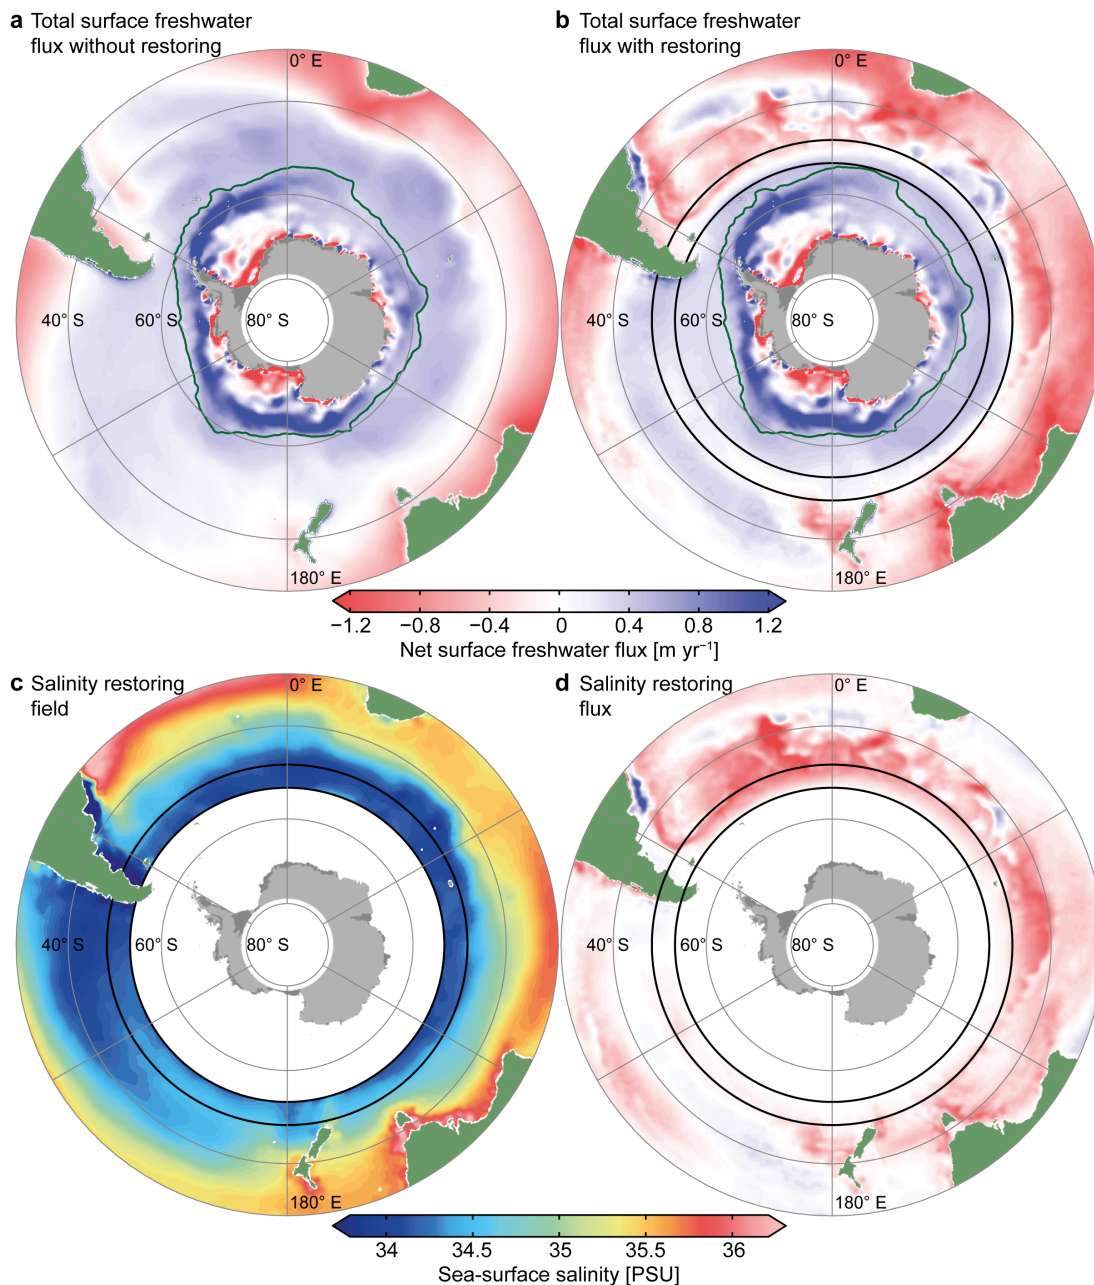 a Total surface freshwater
flux without restoring
0° E
40° S
60° S
80° S
180° E
b Total surface freshwater
flux with restoring
0° E
40° S
60° S
80° S
180° E
−1.2 −0.8 −0.4 0 0.4 0.8 1.2
Net surface freshwater flux [m yr⁻¹]
c Salinity restoring
field
0° E
40° S
60° S
80° S
180° E
d Salinity restoring
flux
0° E
40° S
60° S
80° S
180° E
34 34.5 35 35.5 36
Sea-surface salinity [PSU]